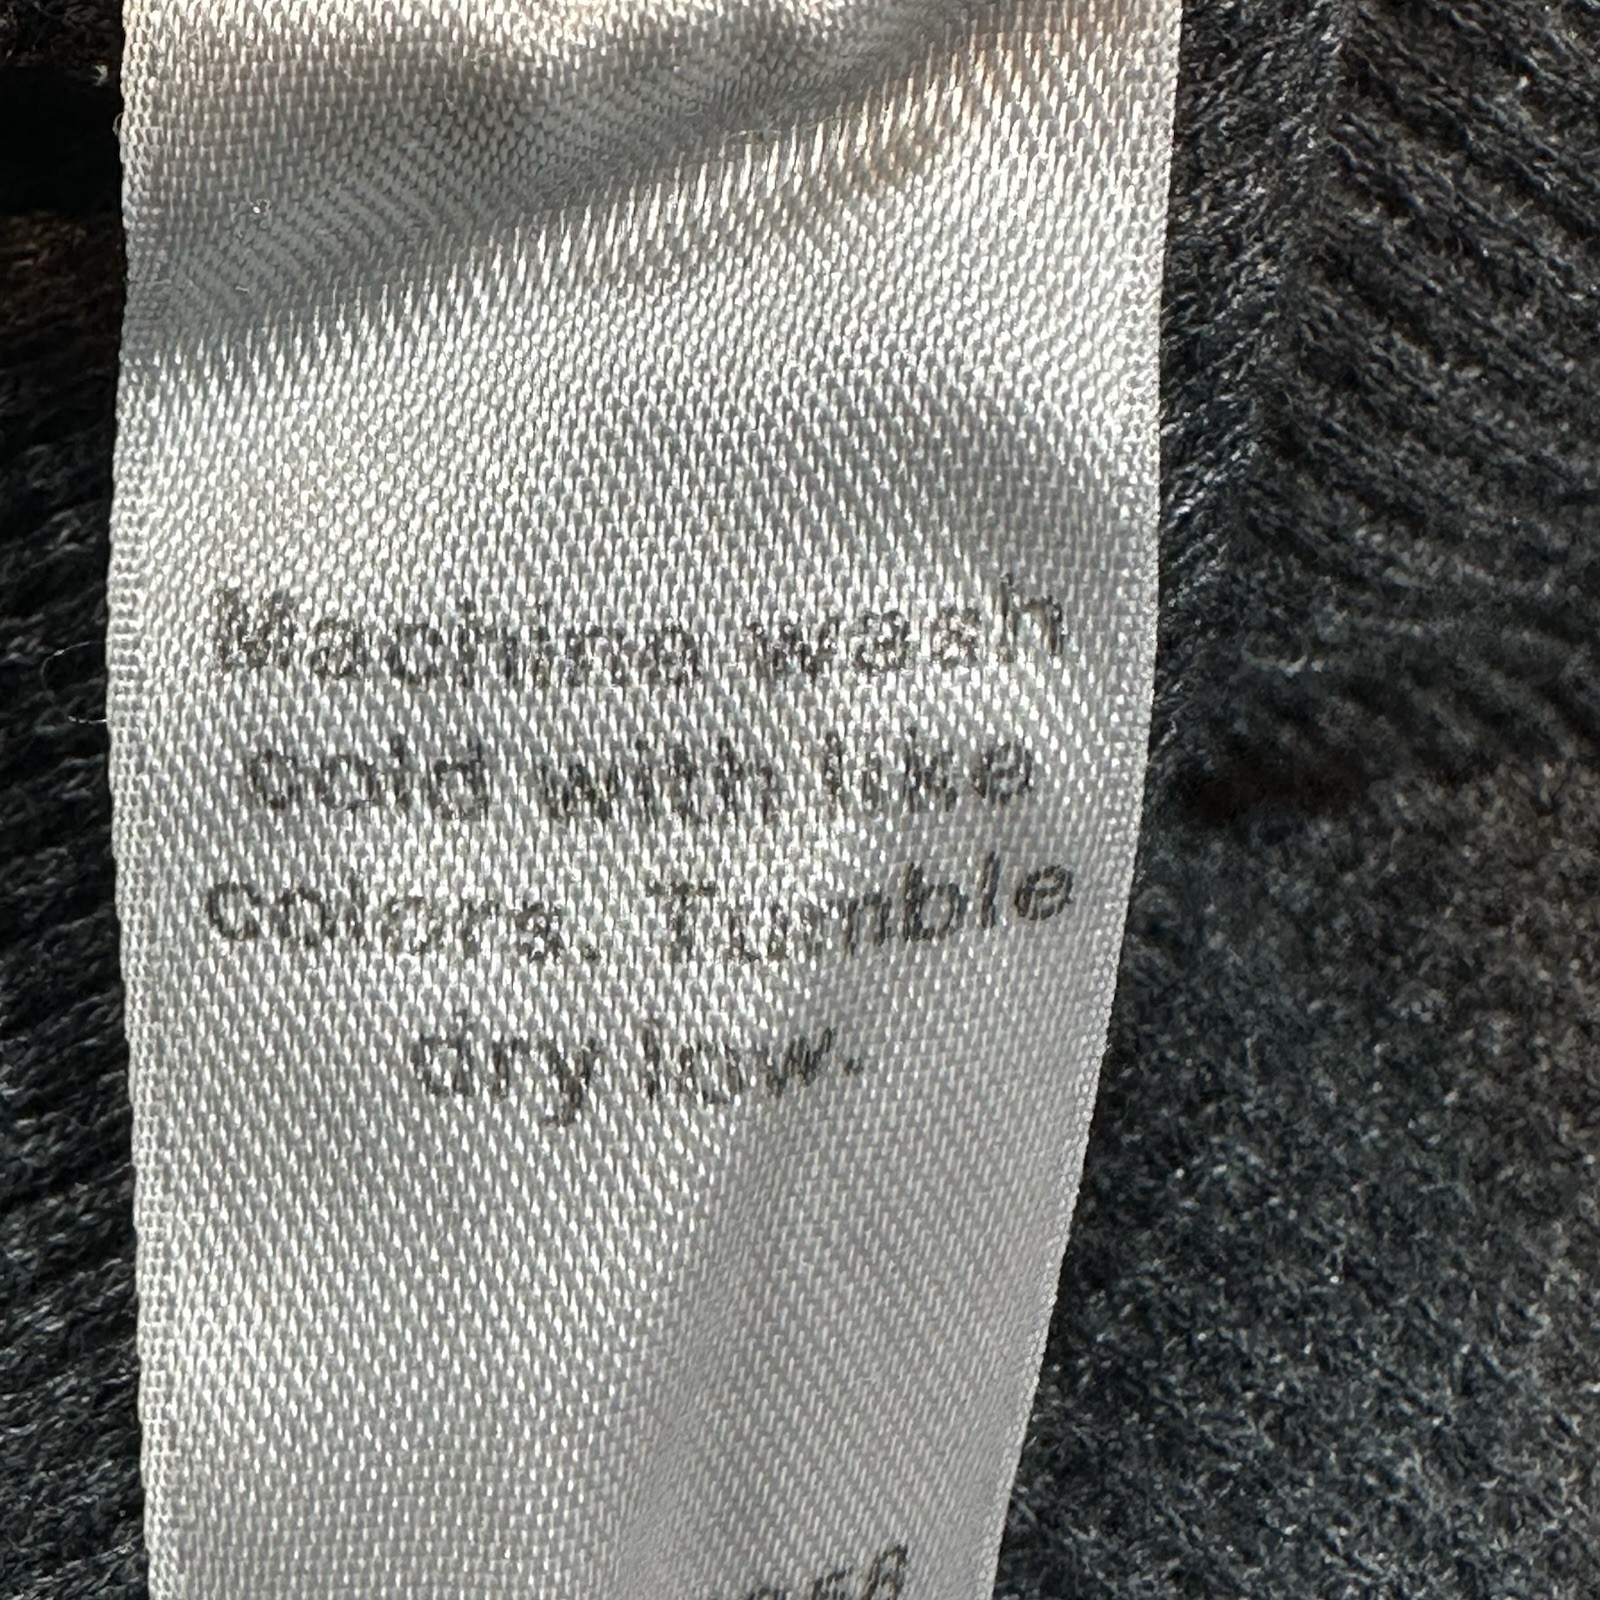 Machine wash
cold with like
colors. Tumble
dry low.